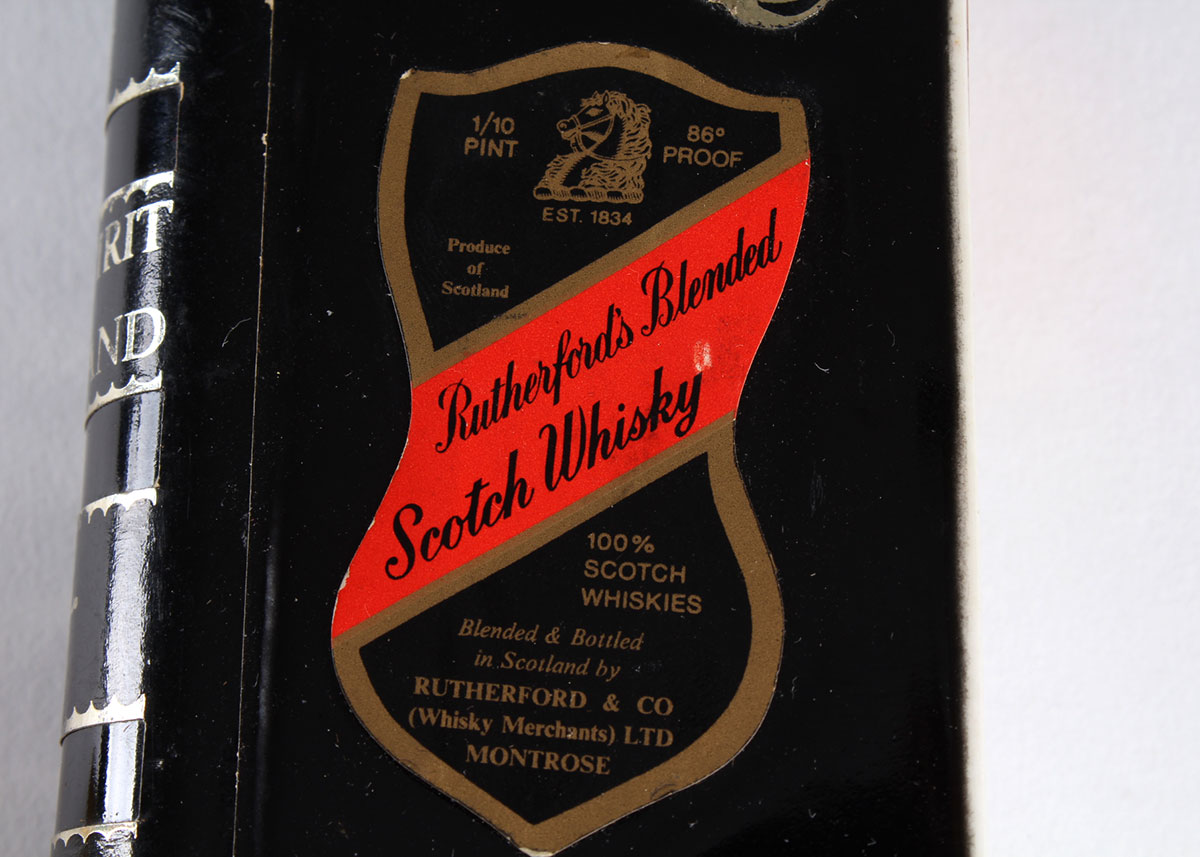 1/10
PINT
86°
PROOF
EST. 1834
Produce
of
Scotland
Rutherford's Blended
Scotch Whisky
100%
SCOTCH
WHISKIES
Blended & Bottled
in Scotland by
RUTHERFORD & CO
(Whisky Merchants) LTD
MONTROSE